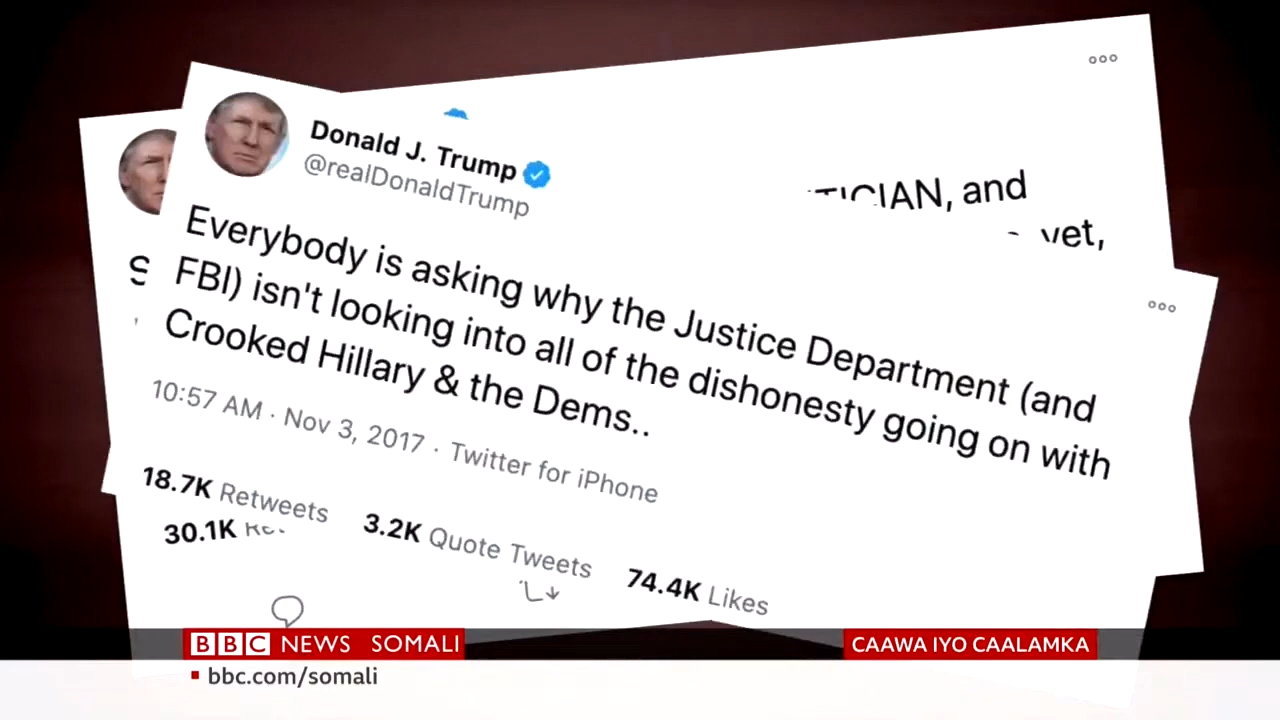 Donald J. Trump
@realDonaldTrump
and
Everybody is asking why the Justice Department (and
FBI) isn't looking into all of the dishonesty going on with
Crooked Hillary & the Dems..
10:57 AM · Nov 3, 2017 · Twitter for iPhone
18.7K Retweets 3.2K Quote Tweets 74.4K Likes
30.1K
BBC NEWS SOMALI
CAAWA IYO CAALAMKA
bbc.com/somali